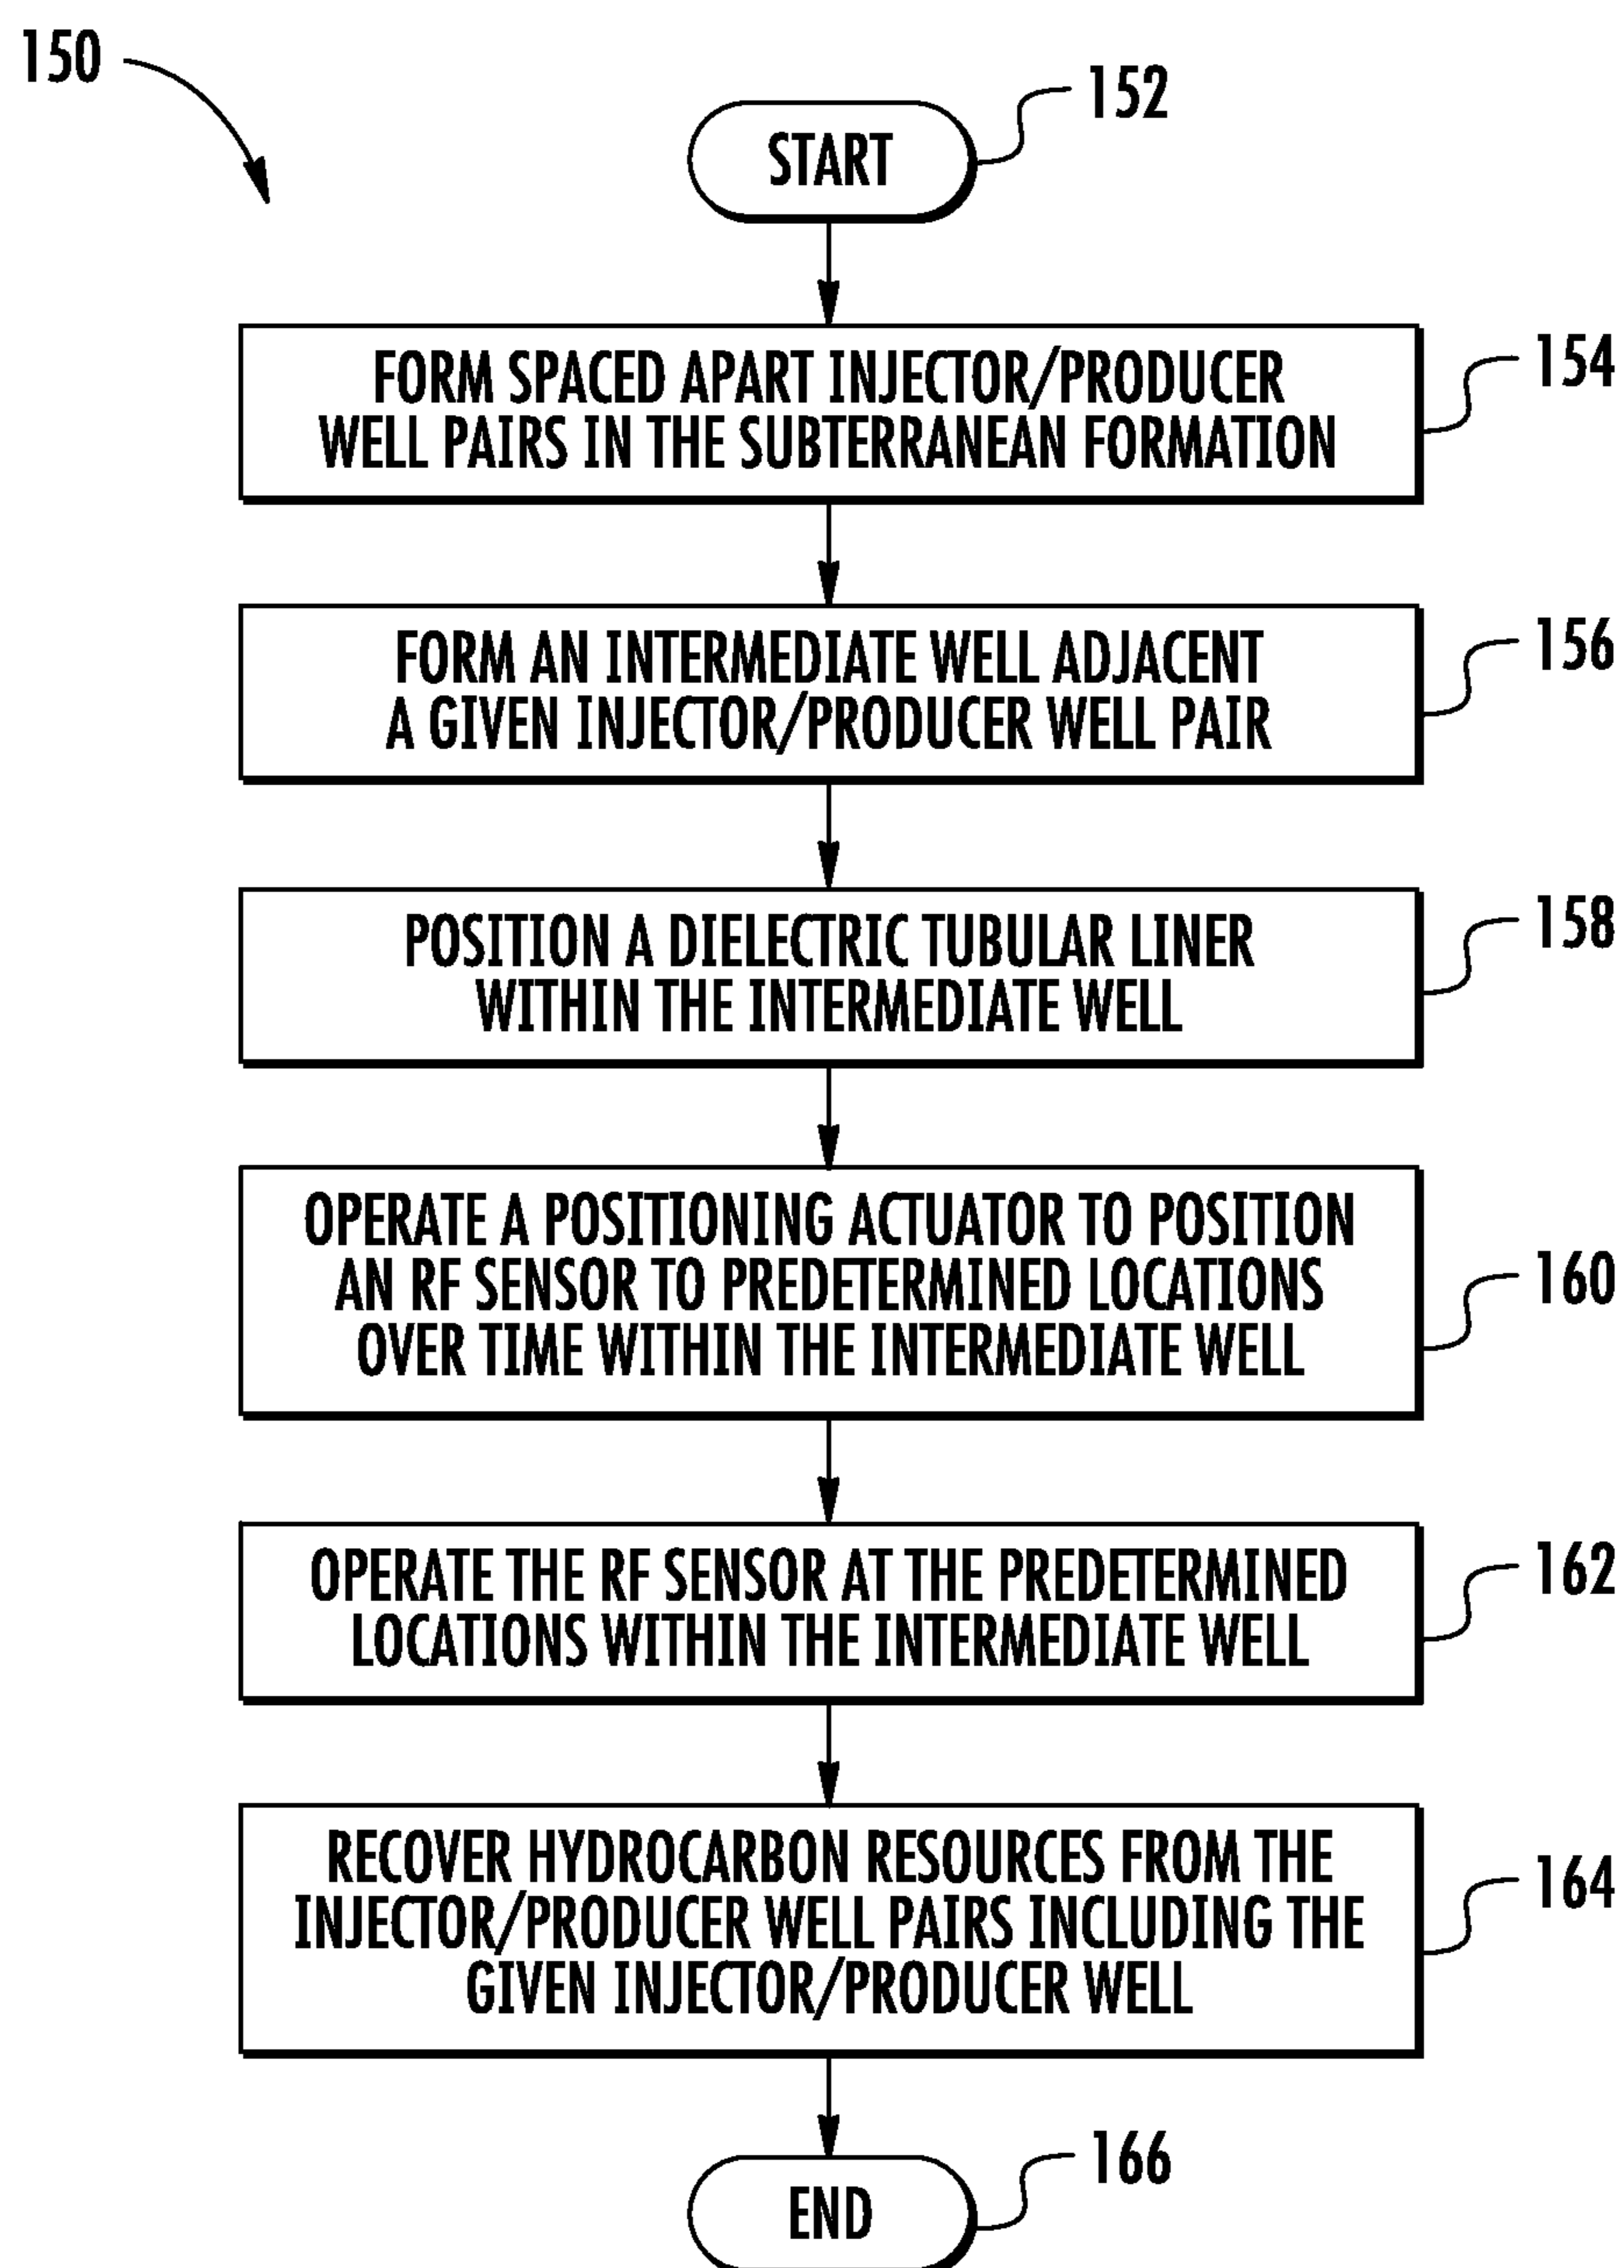 150
152
START
FORM SPACED APART INJECTOR/PRODUCER
WELL PAIRS IN THE SUBTERRANEAN FORMATION
154
FORM AN INTERMEDIATE WELL ADJACENT
A GIVEN INJECTOR/PRODUCER WELL PAIR
156
POSITION A DIELECTRIC TUBULAR LINER
WITHIN THE INTERMEDIATE WELL
158
OPERATE A POSITIONING ACTUATOR TO POSITION
AN RF SENSOR TO PREDETERMINED LOCATIONS
OVER TIME WITHIN THE INTERMEDIATE WELL
160
OPERATE THE RF SENSOR AT THE PREDETERMINED
LOCATIONS WITHIN THE INTERMEDIATE WELL
162
RECOVER HYDROCARBON RESOURCES FROM THE
INJECTOR/PRODUCER WELL PAIRS INCLUDING THE
GIVEN INJECTOR/PRODUCER WELL
164
166
END